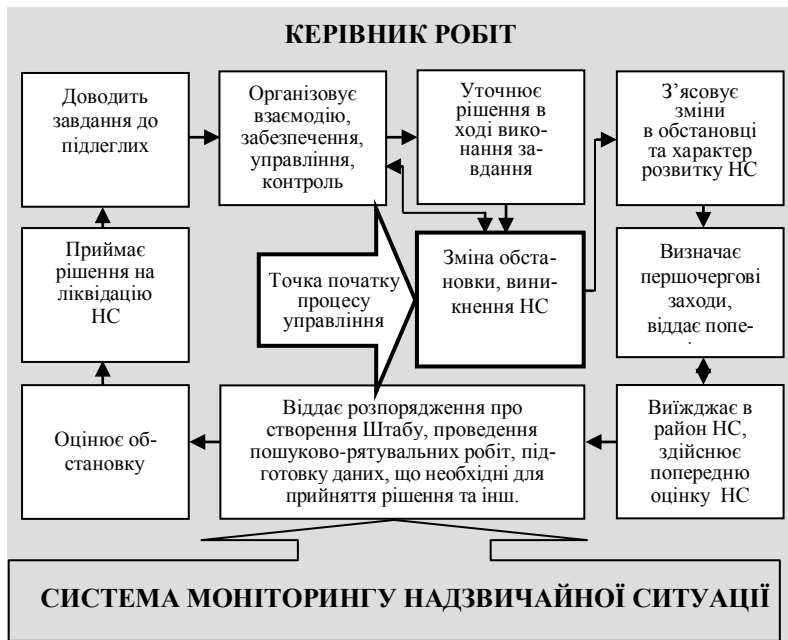 КЕРІВНИК РОБІТ
Доводить
завдання до
підлеглих
Організовує
взаємодію,
забезпечення,
управління,
контроль
Уточнює
рішення в
ході вико-
нання за-
вдання
З’ясовує
зміни
в обстановці
та характер
розвитку НС
Приймає
рішення на
ліквідацію
НС
Точка початку
процесу
управління
Зміна обста-
новки, вини-
кнення НС
Визначає
першочергові
заходи,
віддає попе-
Оцінює об-
становку
Віддає розпорядження про
створення Штабу, проведення
пошуково-рятувальних робіт, під-
готовку даних, що необхідні для
прийняття рішення та інш.
Виїжджає в
район НС,
здійснює
попередню
оцінку НС
СИСТЕМА МОНІТОРИНГУ НАДЗВИЧАЙНОЇ СИТУАЦІЇ